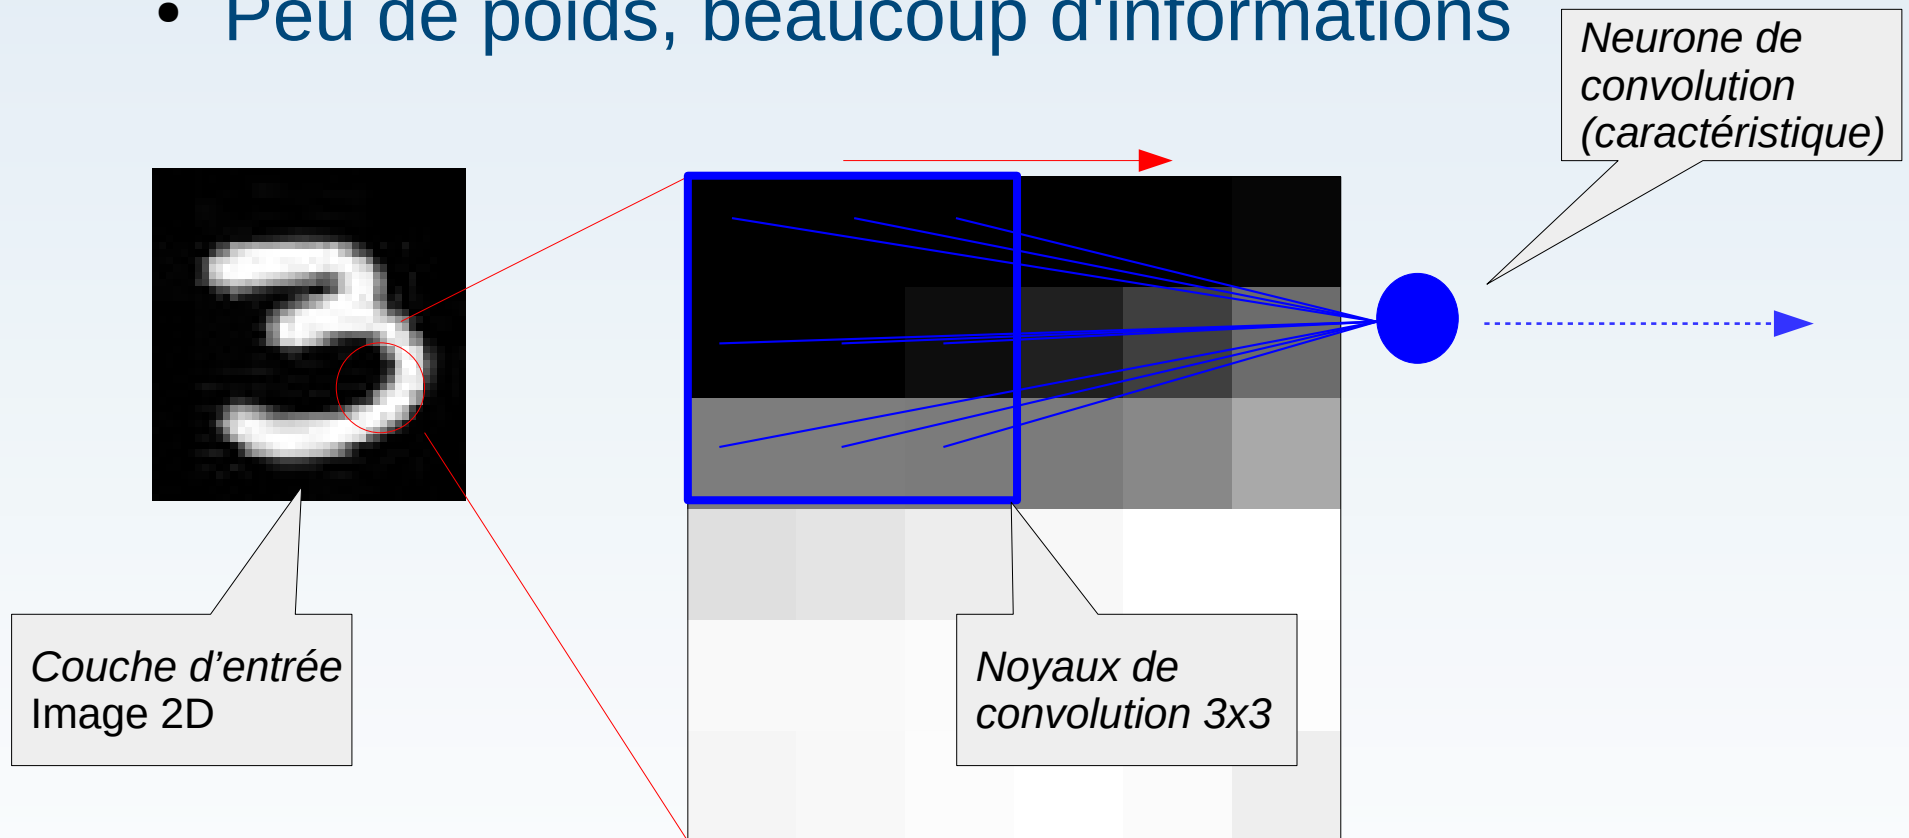 • Peu de poids, beaucoup d'informations
Neurone de
convolution
(caractéristique)
Couche d’entrée
Image 2D
Noyaux de
convolution 3x3